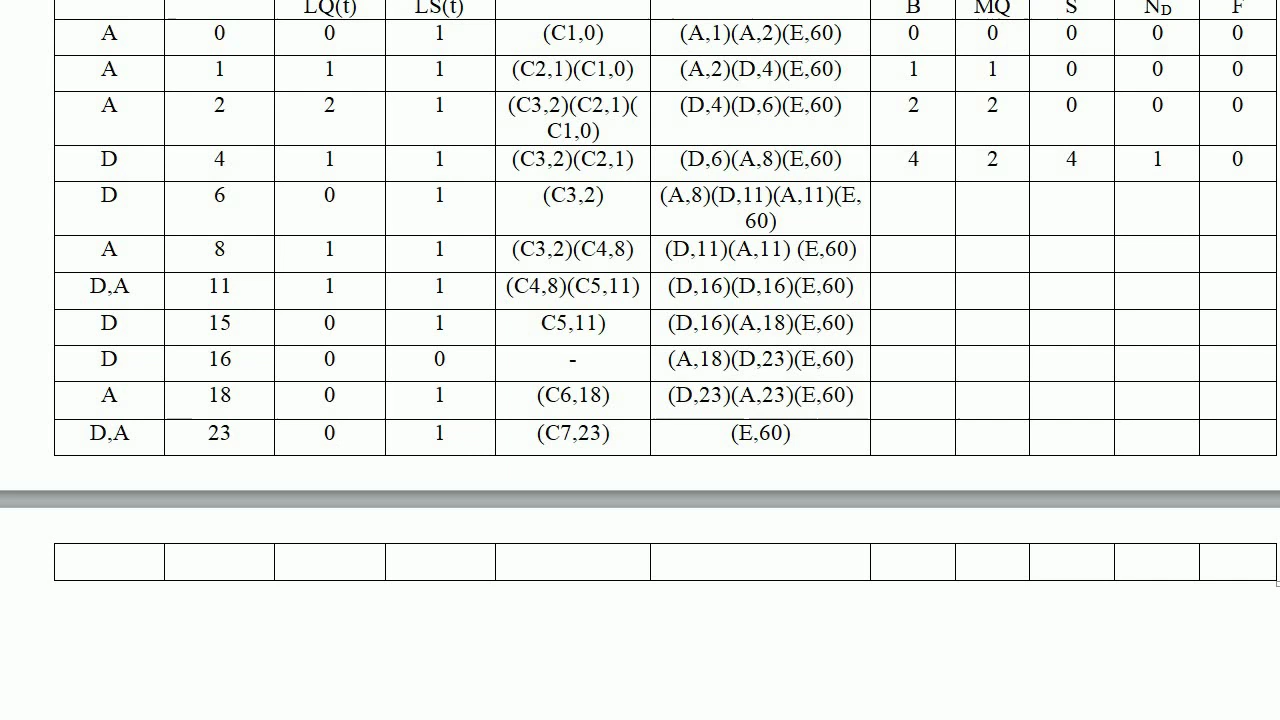 LQ(t) LS(t) B MQ S ND F
A 0 0 1 (C1,0) (A,1)(A,2)(E,60) 0 0 0 0 0
A 1 1 1 (C2,1)(C1,0) (A,2)(D,4)(E,60) 1 1 0 0 0
A 2 2 1 (C3,2)(C2,1)( (D,4)(D,6)(E,60) 2 2 0 0 0
C1,0)
D 4 1 1 (C3,2)(C2,1) (D,6)(A,8)(E,60) 4 2 4 1 0
D 6 0 1 (C3,2) (A,8)(D,11)(A,11)(E,
60)
A 8 1 1 (C3,2)(C4,8) (D,11)(A,11) (E,60)
D,A 11 1 1 (C4,8)(C5,11) (D,16)(D,16)(E,60)
D 15 0 1 C5,11) (D,16)(A,18)(E,60)
D 16 0 0 - (A,18)(D,23)(E,60)
A 18 0 1 (C6,18) (D,23)(A,23)(E,60)
D,A 23 0 1 (C7,23) (E,60)